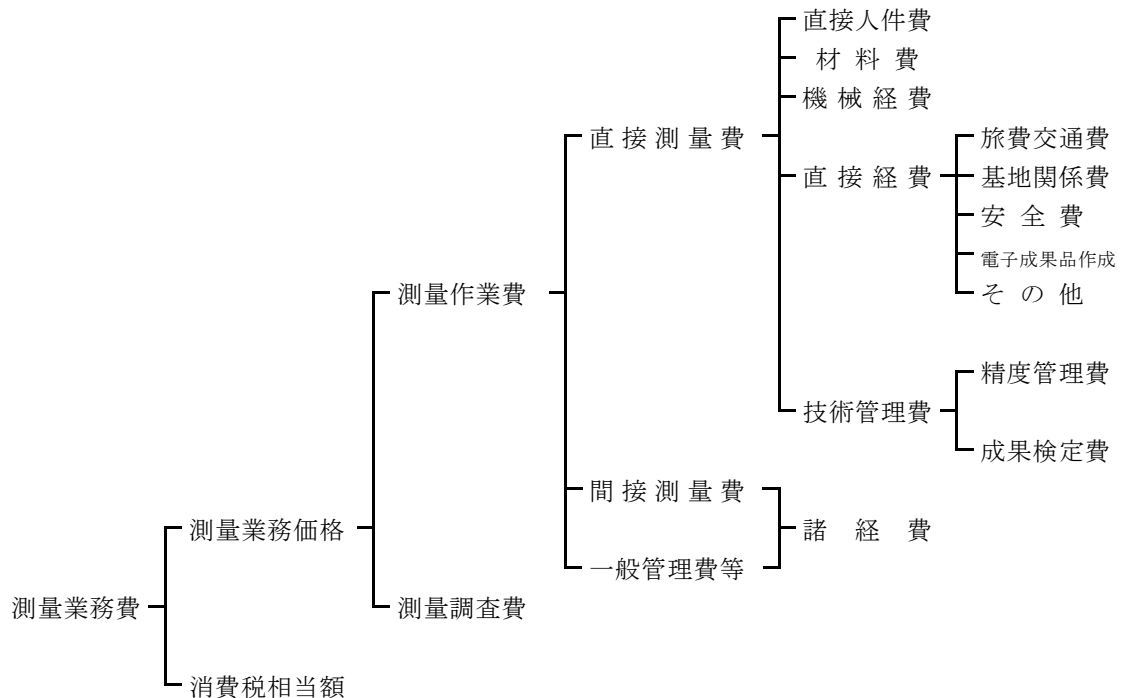 直接人件費
材料費
機械経費
直接測量費
旅費交通費
直接経費
基地関係費
安全費
電子成果品作成
測量作業費
その他
精度管理費
技術管理費
成果検定費
間接測量費
測量業務価格
諸経費
一般管理費等
測量業務費
測量調査費
消費税相当額